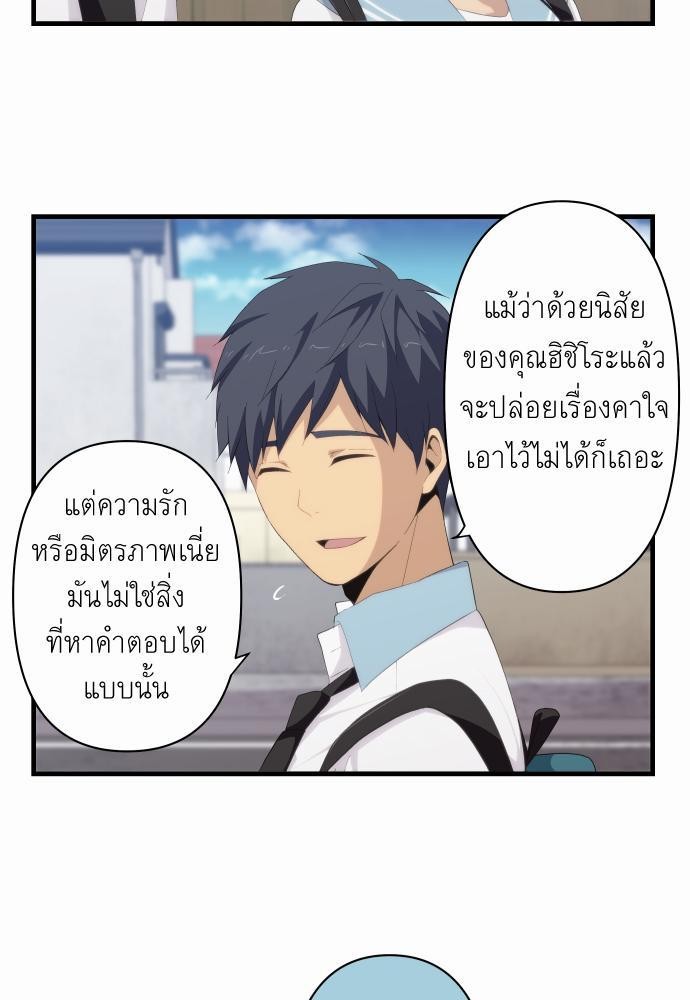 แม้ว่าด้วยนิสัย
ของคุณฮิชิโระแล้ว
จะปล่อยเรื่องคาใจ
เอาไว้ไม่ได้ก็เถอะ
แต่ความรัก
หรือมิตรภาพเนี่ย
มันไม่ใช่สิ่ง
ที่หาคำตอบได้
แบบนั้น